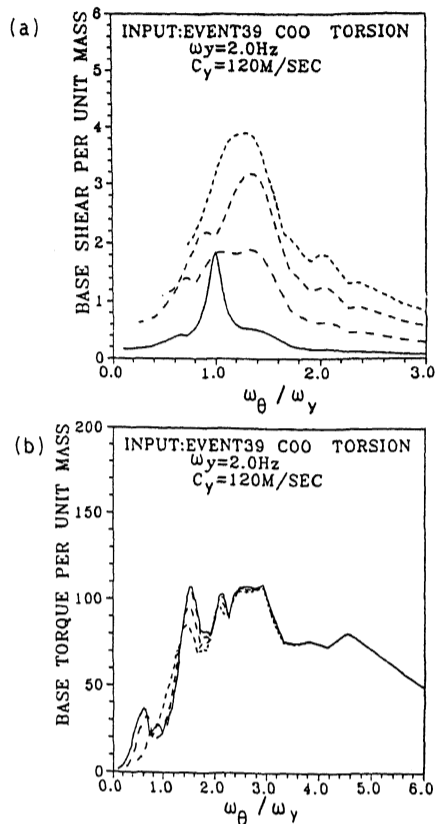 (a)
INPUT:EVENT39 COO TORSION
ωy=2.0Hz
Cy=120M/SEC
BASE SHEAR PER UNIT MASS
6
4
3
2
1
0
0.0 1.0 2.0 3.0
ωθ / ωy
(b)
INPUT:EVENT39 COO TORSION
ωy=2.0Hz
Cy=120M/SEC
BASE TORQUE PER UNIT MASS
200
150
100
50
0
0.0 1.0 2.0 3.0 4.0 5.0 6.0
ωθ / ωy